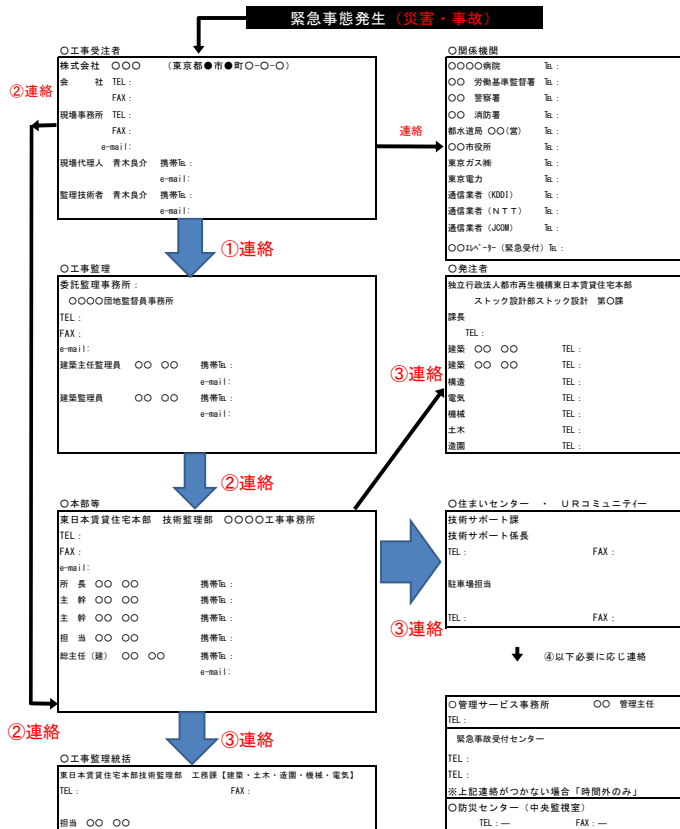 緊急事態発生（災害・事故）
○工事受注者
株式会社　○○○　　（東京都●市●町○-○-○）
会　　社　TEL：
FAX：
現場事務所　TEL：
FAX：
e-mail：
現場代理人　青木良介　携帯℡：
e-mail：
監理技術者　青木良介　携帯℡：
e-mail：
②連絡
連絡
○関係機関
○○○○病院　℡：
○○　労働基準監督署　℡：
○○　警察署　℡：
○○　消防署　℡：
都水道局　○○(営)　℡：
○○市役所　℡：
東京ガス㈱　℡：
東京電力　℡：
通信業者（KDDI）　℡：
通信業者（ＮＴＴ）　℡：
通信業者（JCOM）　℡：
○○ｴﾚﾍﾞｰﾀｰ（緊急受付）℡：
①連絡
○工事監理
委託監理事務所：
○○○○団地監督員事務所
TEL：
FAX：
e-mail：
建築主任監理員　○○　○○　携帯℡：
e-mail：
建築監理員　○○　○○　携帯℡：
e-mail：
○発注者
独立行政法人都市再生機構東日本賃貸住宅本部
ストック設計部ストック設計　第○課
課長
TEL：
建築　○○　○○　TEL：
建築　○○　○○　TEL：
構造　TEL：
電気　TEL：
機械　TEL：
土木　TEL：
造園　TEL：
③連絡
②連絡
○本部等
東日本賃貸住宅本部　技術監理部　○○○○工事事務所
TEL：
FAX：
e-mail：
所　長　○○　○○　携帯℡：
主　幹　○○　○○　携帯℡：
主　幹　○○　○○　携帯℡：
担　当　○○　○○　携帯℡：
総主任（建）　○○　○○　携帯℡：
e-mail：
○住まいセンター　・　ＵＲコミュニティー
技術サポート課
技術サポート係長
TEL：　FAX：
駐車場担当
TEL：　FAX：
③連絡
④以下必要に応じ連絡
②連絡
③連絡
○工事監理統括
東日本賃貸住宅本部技術監理部　工務課【建築・土木・造園・機械・電気】
TEL：　FAX：
担当　○○　○○
○管理サービス事務所　○○　管理主任
TEL：
緊急事故受付センター
TEL：
TEL：
※上記連絡がつかない場合「時間外のみ」
○防災センター（中央監視室）
TEL：―　FAX：―